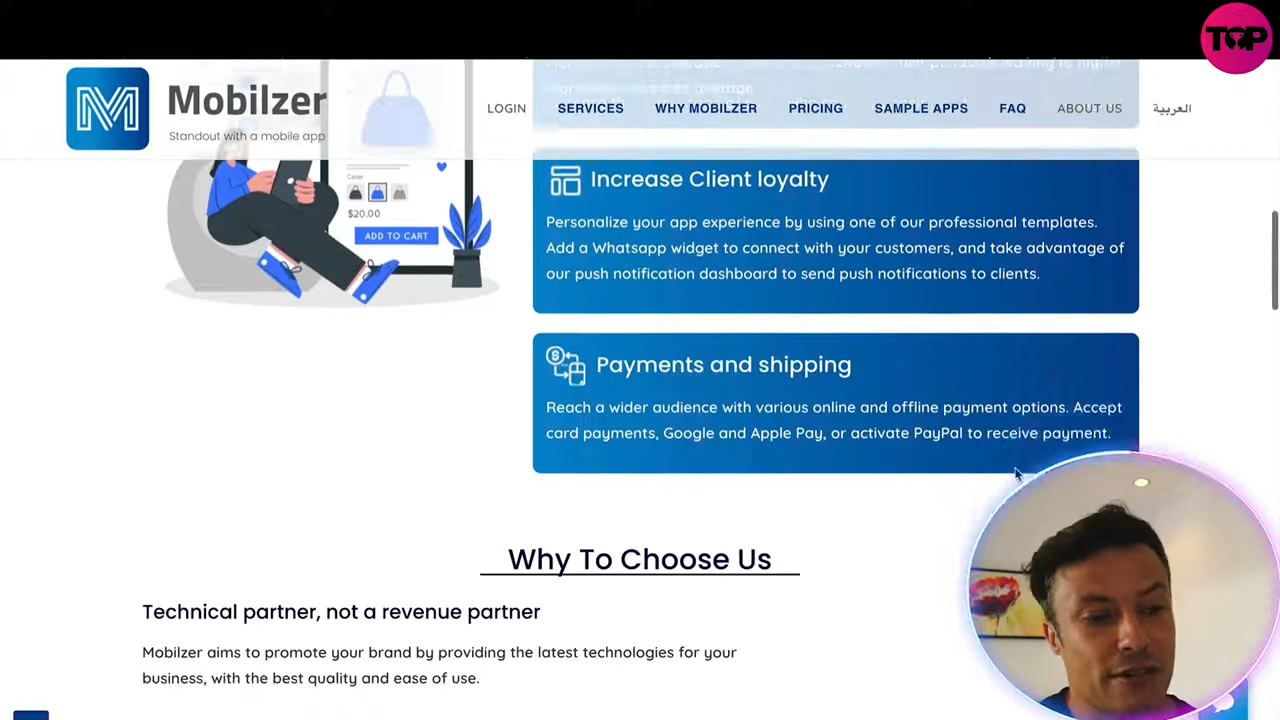 TOP
Mobilzer
Standout with a mobile app
LOGIN SERVICES WHY MOBILZER PRICING SAMPLE APPS FAQ ABOUT US العربية
Color
$20.00
ADD TO CART
Increase Client loyalty
Personalize your app experience by using one of our professional templates.
Add a Whatsapp widget to connect with your customers, and take advantage of
our push notification dashboard to send push notifications to clients.
Payments and shipping
Reach a wider audience with various online and offline payment options. Accept
card payments, Google and Apple Pay, or activate PayPal to receive payment.
Why To Choose Us
Technical partner, not a revenue partner
Mobilzer aims to promote your brand by providing the latest technologies for your
business, with the best quality and ease of use.